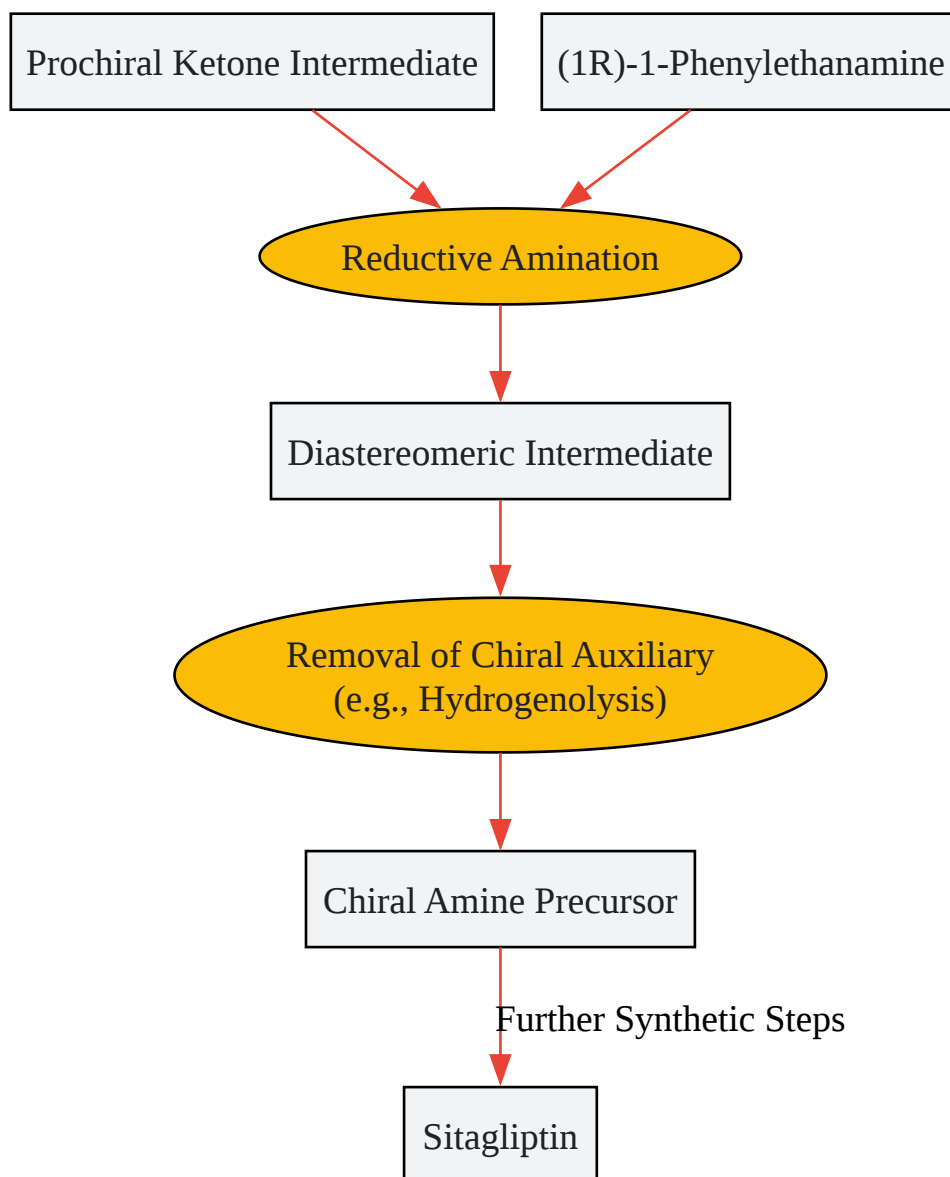 Prochiral Ketone Intermediate
(1R)-1-Phenylethanamine
Reductive Amination
Diastereomeric Intermediate
Removal of Chiral Auxiliary
(e.g., Hydrogenolysis)
Chiral Amine Precursor
Further Synthetic Steps
Sitagliptin